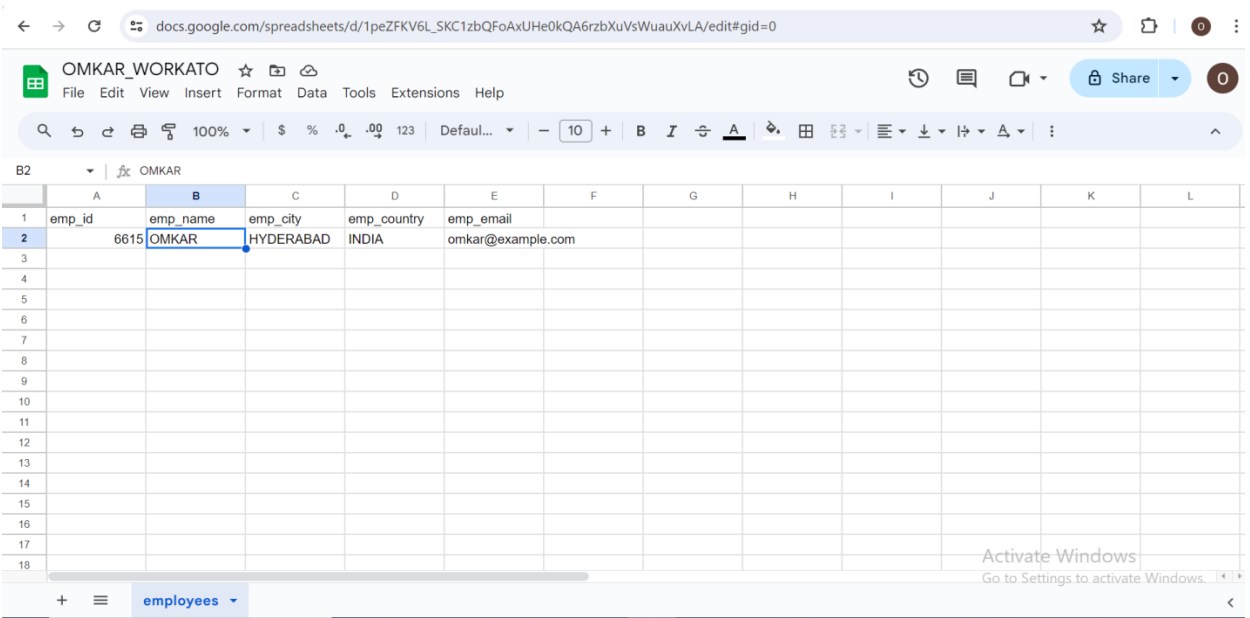 docs.google.com/spreadsheets/d/1peZFKV6L_SKC1zbQFoAxUHe0kQA6rzbXuVsWuauXvLA/edit#gid=0 O
OMKAR_WORKATO
File Edit View Insert Format Data Tools Extensions Help
Share
O
100% $ % .0 .00 123 Defaul... − 10 + B I A A
B2 fx OMKAR
A B C D E F G H I J K L
1 emp_id emp_name emp_city emp_country emp_email
2 6615 OMKAR HYDERABAD INDIA omkar@example.com
3
4
5
6
7
8
9
10
11
12
13
14
15
16
17
18
Activate Windows
Go to Settings to activate Windows.
+ employees